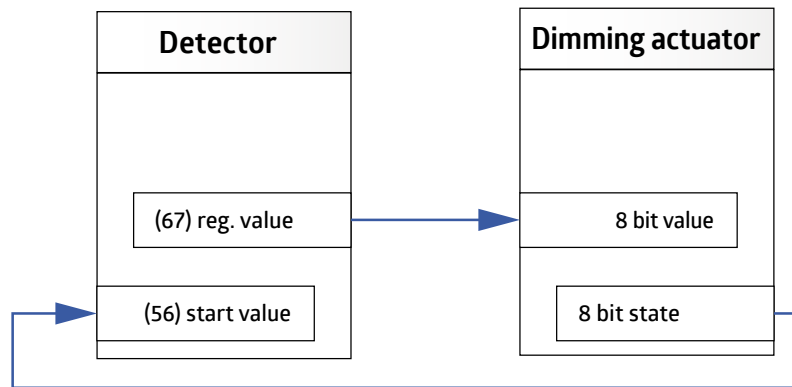 Detector
Dimming actuator
(67) reg. value
8 bit value
(56) start value
8 bit state